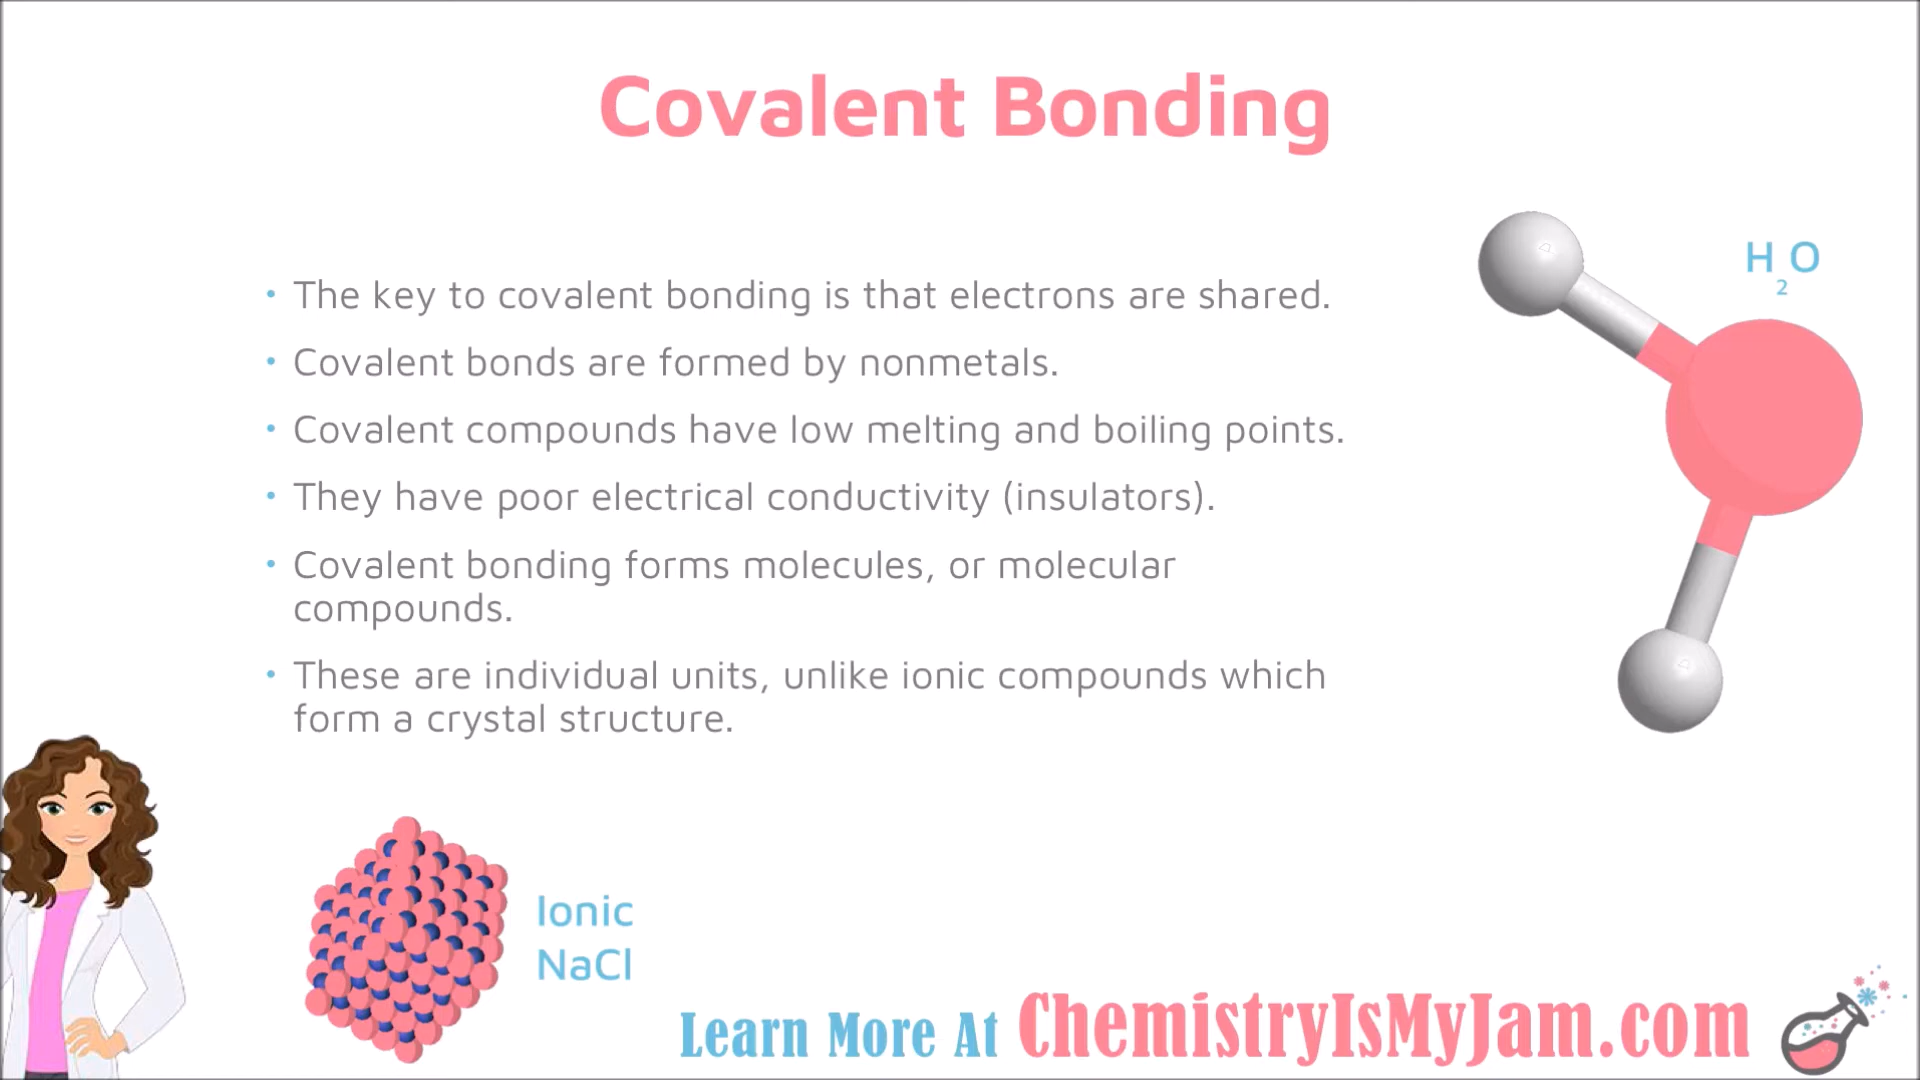 Covalent Bonding
H2O
• The key to covalent bonding is that electrons are shared.
• Covalent bonds are formed by nonmetals.
• Covalent compounds have low melting and boiling points.
• They have poor electrical conductivity (insulators).
• Covalent bonding forms molecules, or molecular
compounds.
• These are individual units, unlike ionic compounds which
form a crystal structure.
Ionic
NaCl
Learn More At ChemistryIsMyJam.com